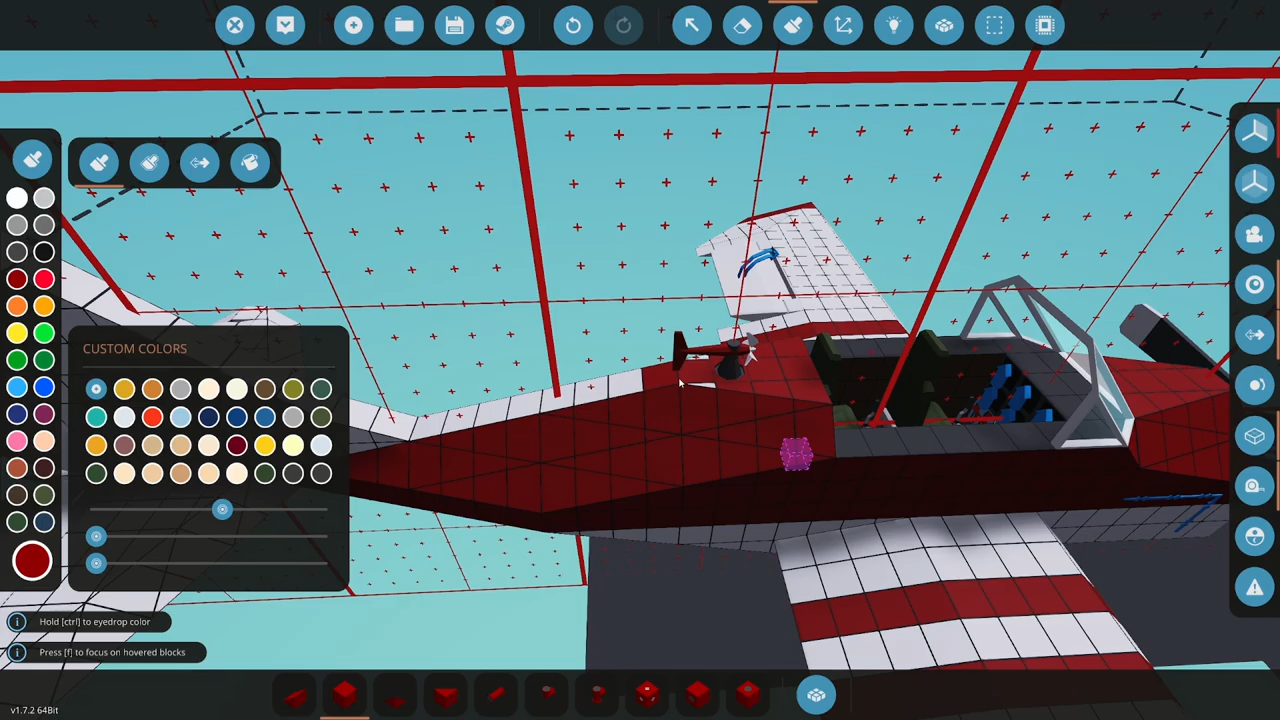 CUSTOM COLORS
Hold [ctrl] to eyedrop color
Press [f] to focus on hovered blocks
v1.7.2 64Bit